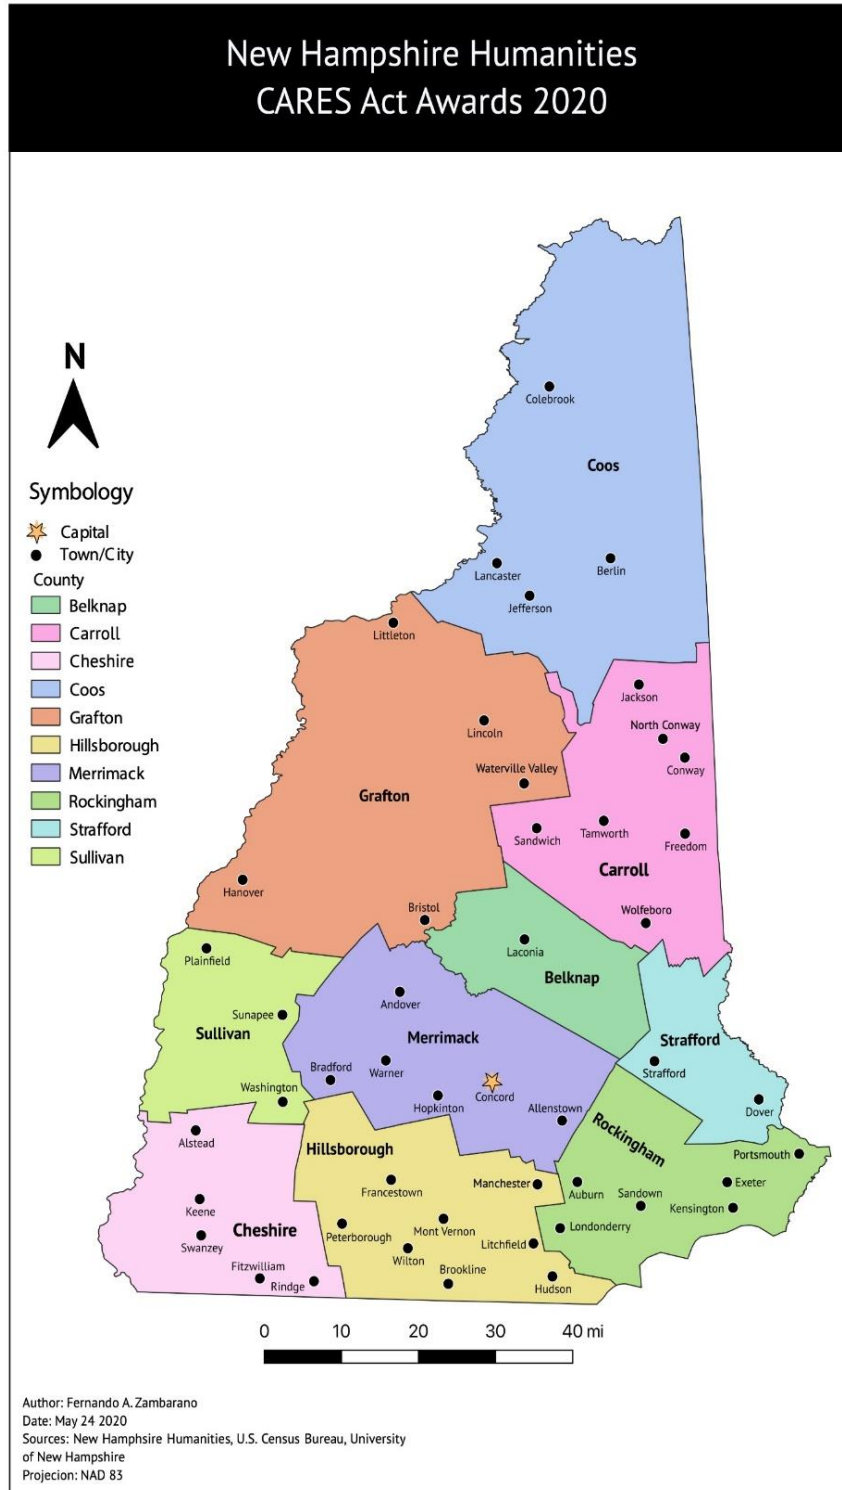 New Hampshire Humanities
CARES Act Awards 2020
N
Symbology
Capital
Town/City
County
Belknap
Carroll
Cheshire
Coos
Grafton
Hillsborough
Merrimack
Rockingham
Strafford
Sullivan
Colebrook
Coos
Lancaster
Berlin
Jefferson
Littleton
Jackson
Lincoln
North Conway
Conway
Waterville Valley
Grafton
Sandwich
Tamworth
Freedom
Carroll
Hanover
Bristol
Wolfeboro
Laconia
Plainfield
Belknap
Andover
Sunapee
Sullivan
Merrimack
Strafford
Bradford
Warner
Strafford
Washington
Hopkinton
Concord
Allenstown
Dover
Alstead
Hillsborough
Rockingham
Portsmouth
Francestown
Manchester
Auburn
Exeter
Keene
Sandown
Kensington
Cheshire
Peterborough
Mont Vernon
Londonderry
Swanzey
Wilton
Litchfield
Fitzwilliam
Rindge
Brookline
Hudson
0 10 20 30 40 mi
Author: Fernando A. Zambarano
Date: May 24 2020
Sources: New Hamphsire Humanities, U.S. Census Bureau, University
of New Hampshire
Projecion: NAD 83